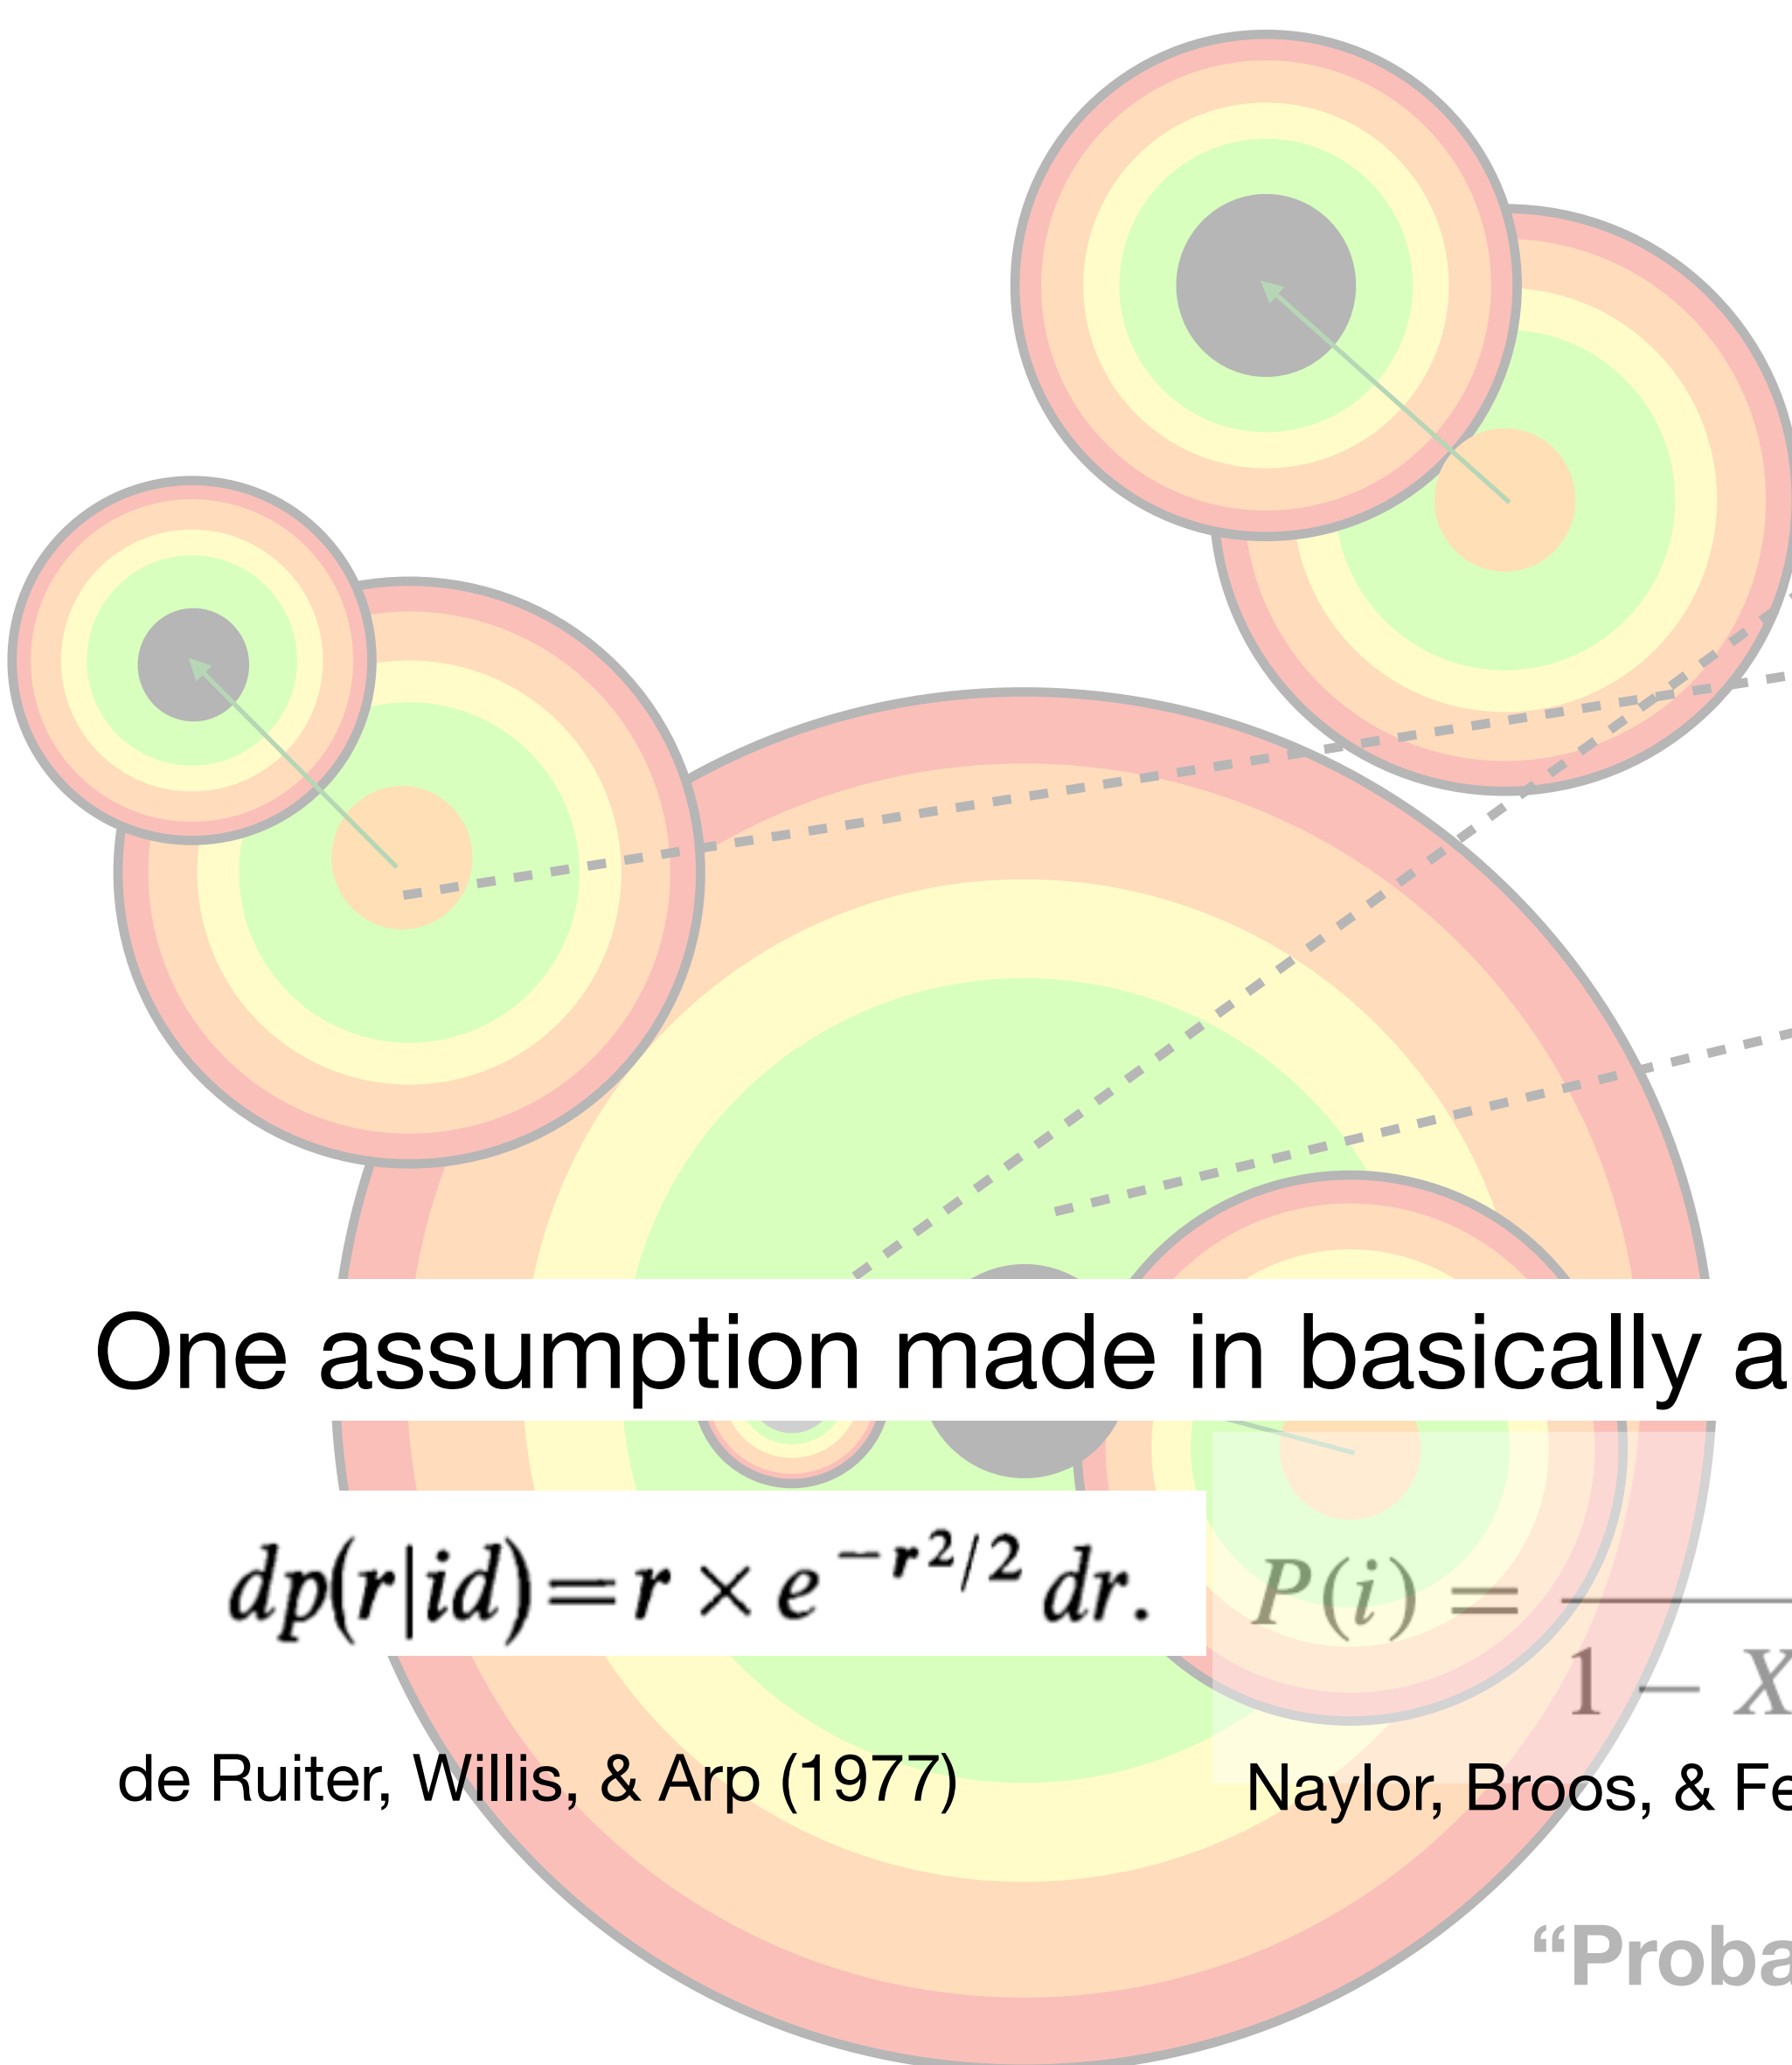 One assumption made in basically a
dp(r|id)=r × e^{−r²/2} dr.
P(i) =
1 − X
de Ruiter, Willis, & Arp (1977)
Naylor, Broos, & Fe
“Proba